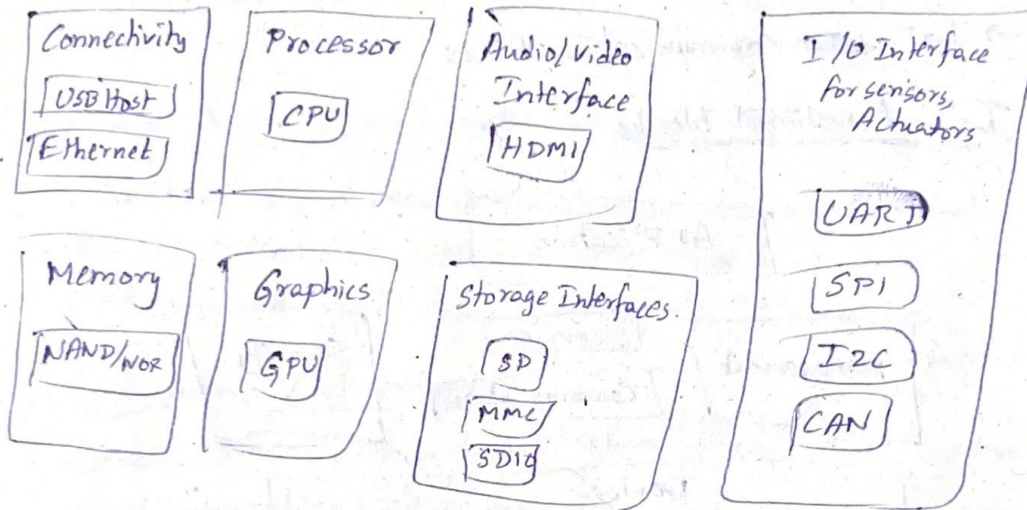 Connectivity
USB Host
Ethernet
Processor
CPU
Audio/Video
Interface
HDMI
I/O Interface
for sensors,
Actuators
UART
SPI
I2C
CAN
Memory
NAND/NOR
Graphics
GPU
Storage Interfaces.
SD
MMC
SDIO